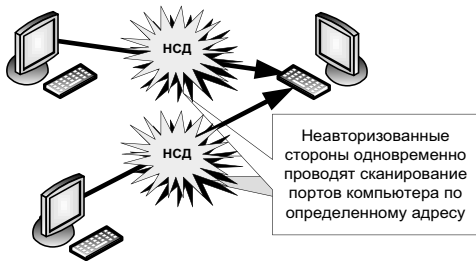 НСД
НСД
Неавторизованные
стороны одновременно
проводят сканирование
портов компьютера по
определенному адресу